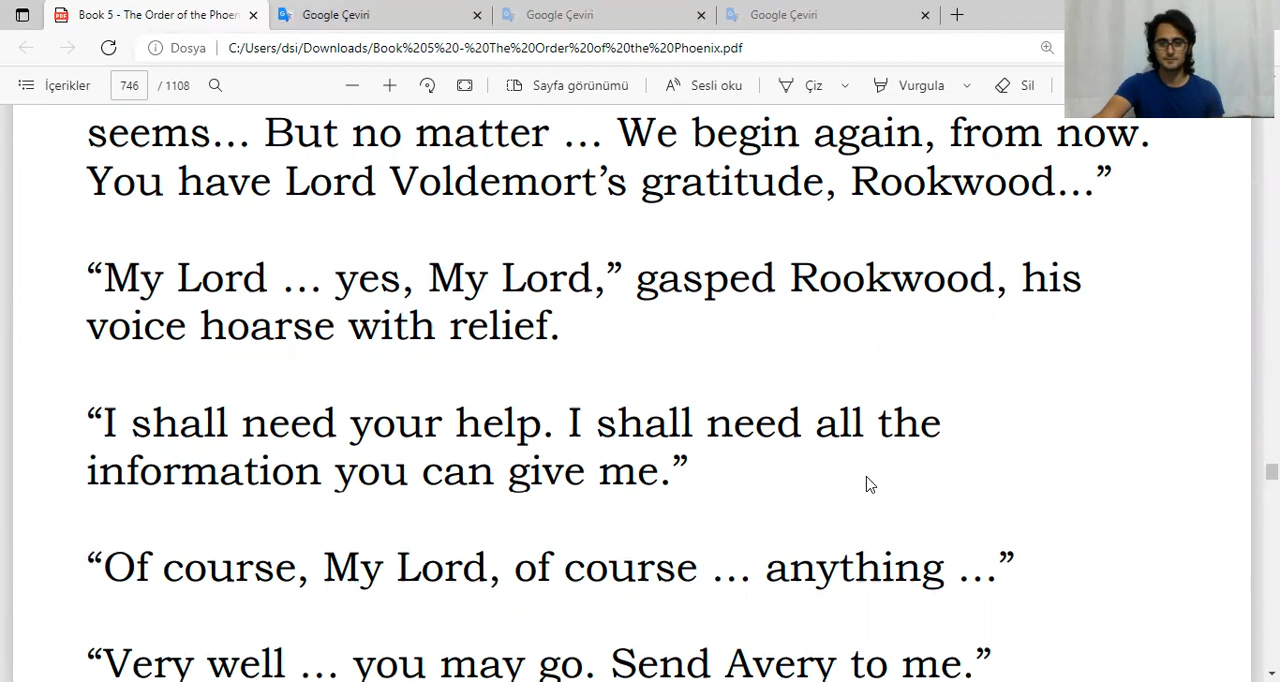 Book 5 - The Order of the Phoen
Google Çeviri
Google Çeviri
Google Çeviri
Dosya
C:/Users/dsi/Downloads/Book%205%20-%20The%20Order%20of%20the%20Phoenix.pdf
İçerikler
746
/ 1108
Sayfa görünümü
Sesli oku
Çiz
Vurgula
Sil
seems... But no matter ... We begin again, from now.
You have Lord Voldemort’s gratitude, Rookwood...”
“My Lord ... yes, My Lord,” gasped Rookwood, his
voice hoarse with relief.
“I shall need your help. I shall need all the
information you can give me.”
“Of course, My Lord, of course ... anything ...”
“Very well ... you may go. Send Avery to me.”